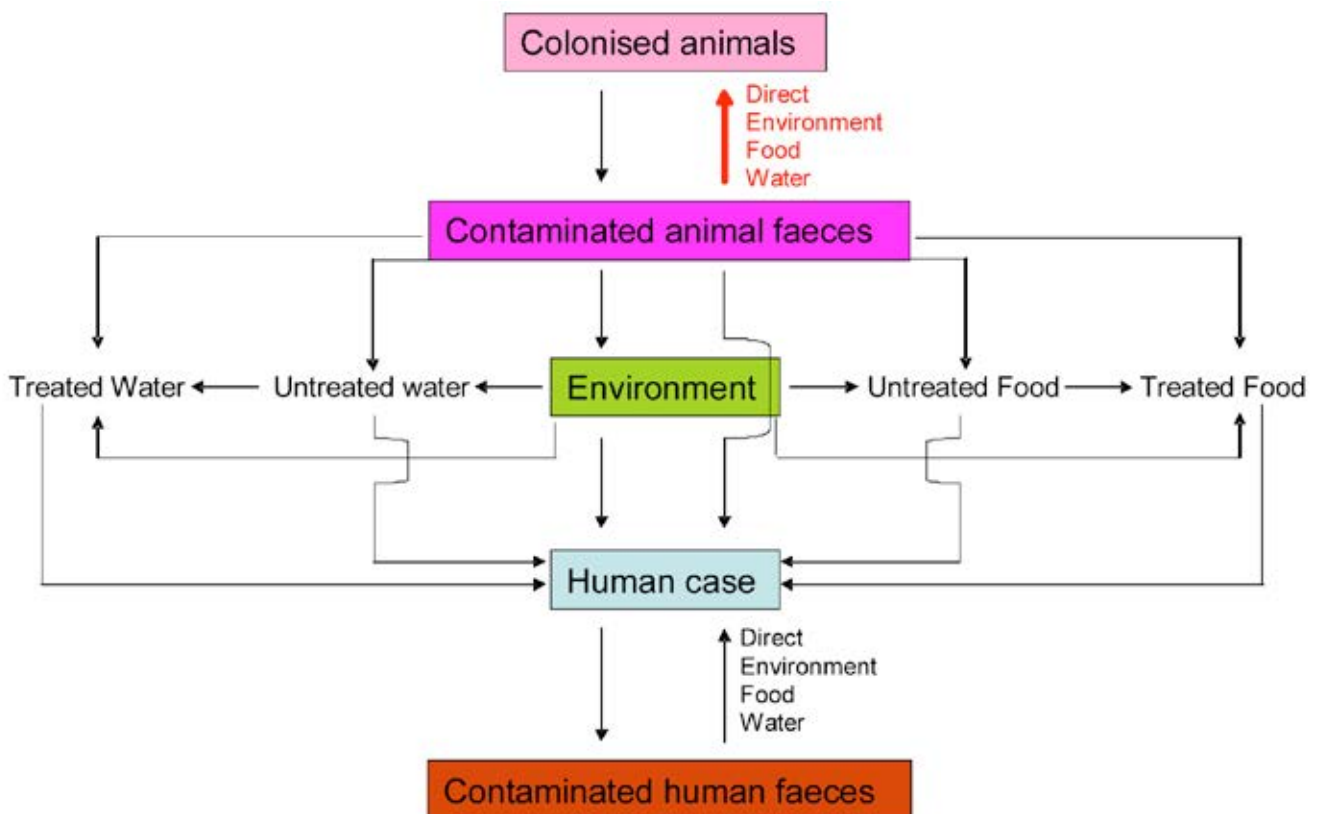 Colonised animals
Direct
Environment
Food
Water
Contaminated animal faeces
Treated Water
Untreated water
Environment
Untreated Food
Treated Food
Human case
Direct
Environment
Food
Water
Contaminated human faeces